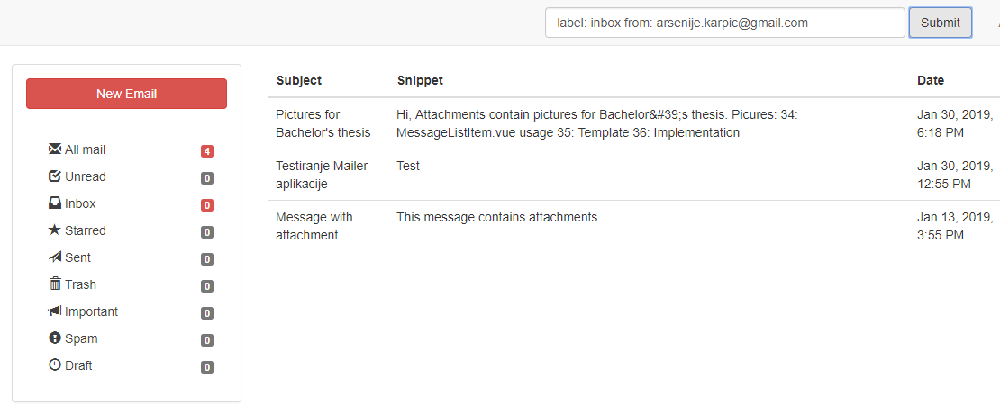 label: inbox from: arsenije.karpic@gmail.com Submit
New Email
All mail 4
Unread 0
Inbox 0
Starred 0
Sent 0
Trash 0
Important 0
Spam 0
Draft 0
Subject Snippet Date
Pictures for Hi, Attachments contain pictures for Bachelor&#39;s thesis. Picures: 34: Jan 30, 2019,
Bachelor's thesis MessageListItem.vue usage 35: Template 36: Implementation 6:18 PM
Testiranje Mailer Test Jan 30, 2019,
aplikacije 12:55 PM
Message with This message contains attachments Jan 13, 2019,
attachment 3:55 PM